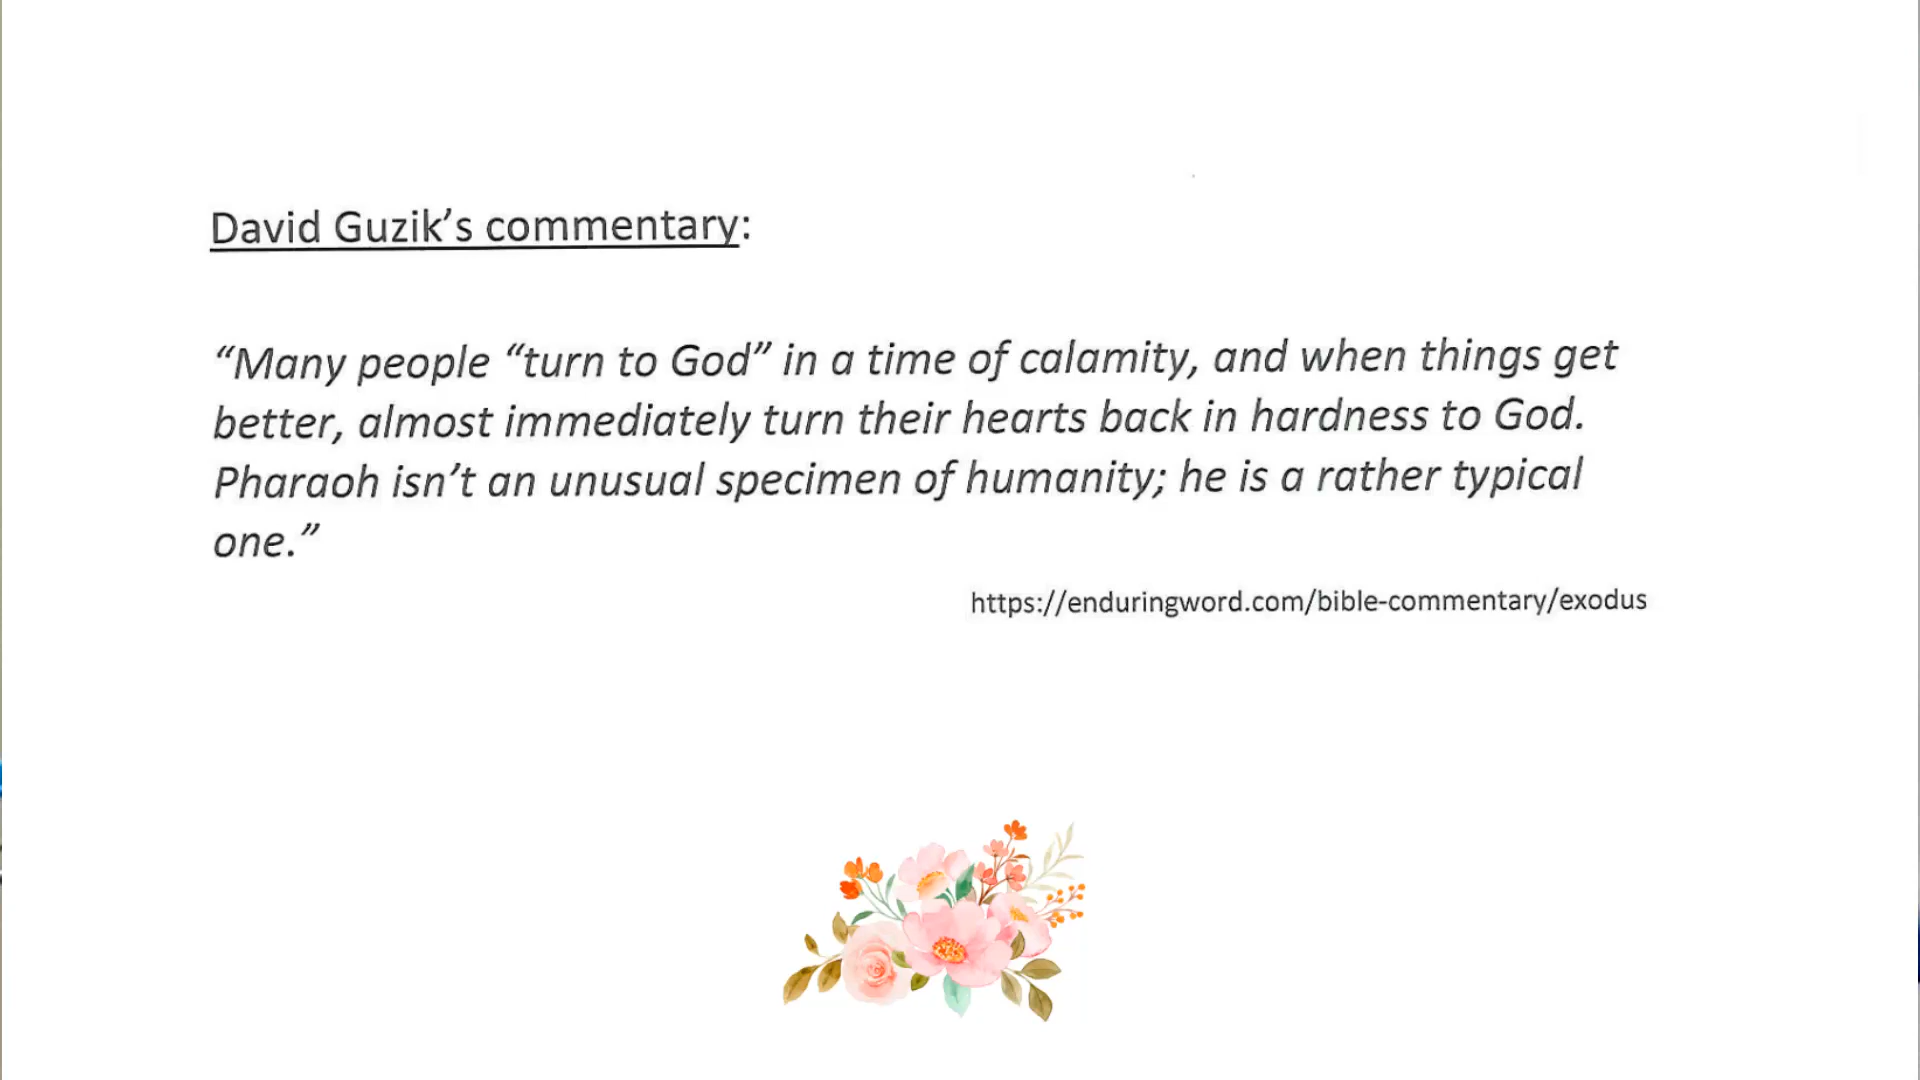 David Guzik’s commentary:
“Many people “turn to God” in a time of calamity, and when things get
better, almost immediately turn their hearts back in hardness to God.
Pharaoh isn’t an unusual specimen of humanity; he is a rather typical
one.”
https://enduringword.com/bible-commentary/exodus